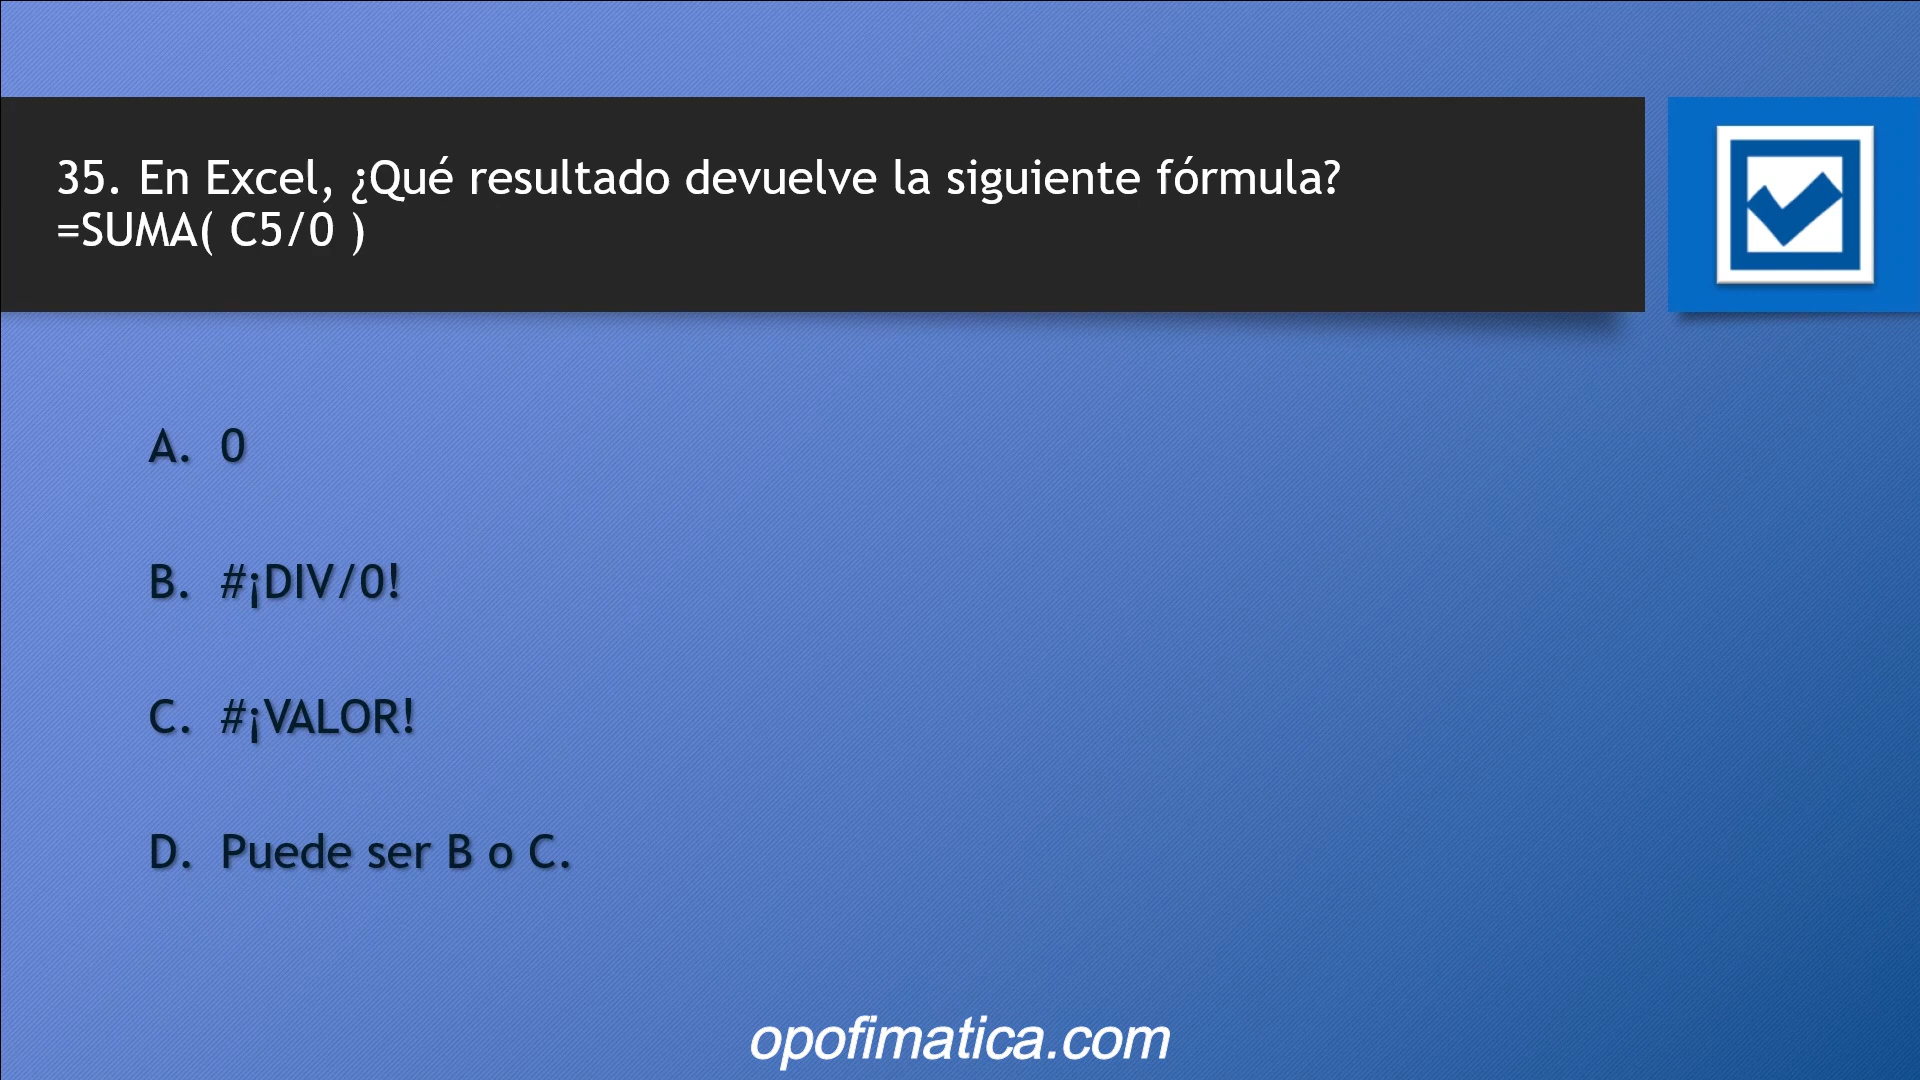 35. En Excel, ¿Qué resultado devuelve la siguiente fórmula?
=SUMA( C5/0 )
A. 0
B. #¡DIV/0!
C. #¡VALOR!
D. Puede ser B o C.
opofimatica.com